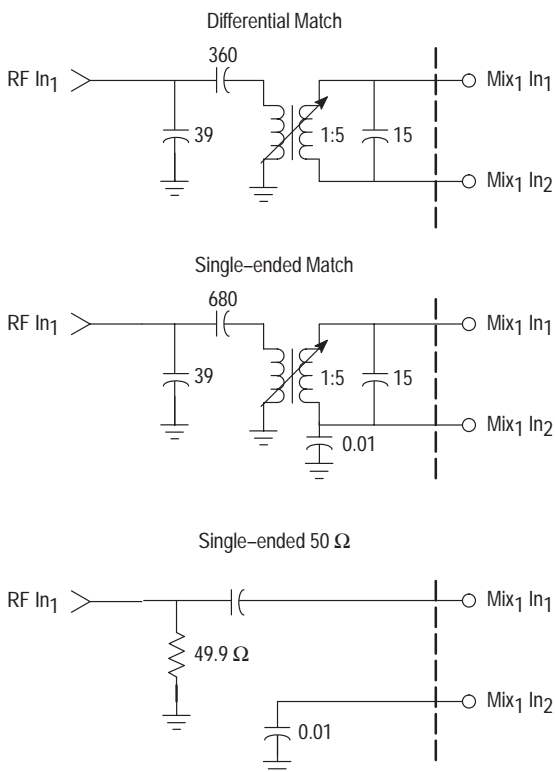 Differential Match
360
RF In1
Mix1 In1
39
1:5
15
Mix1 In2
Single–ended Match
680
RF In1
Mix1 In1
39
1:5
15
Mix1 In2
0.01
Single–ended 50 Ω
RF In1
Mix1 In1
49.9 Ω
Mix1 In2
0.01